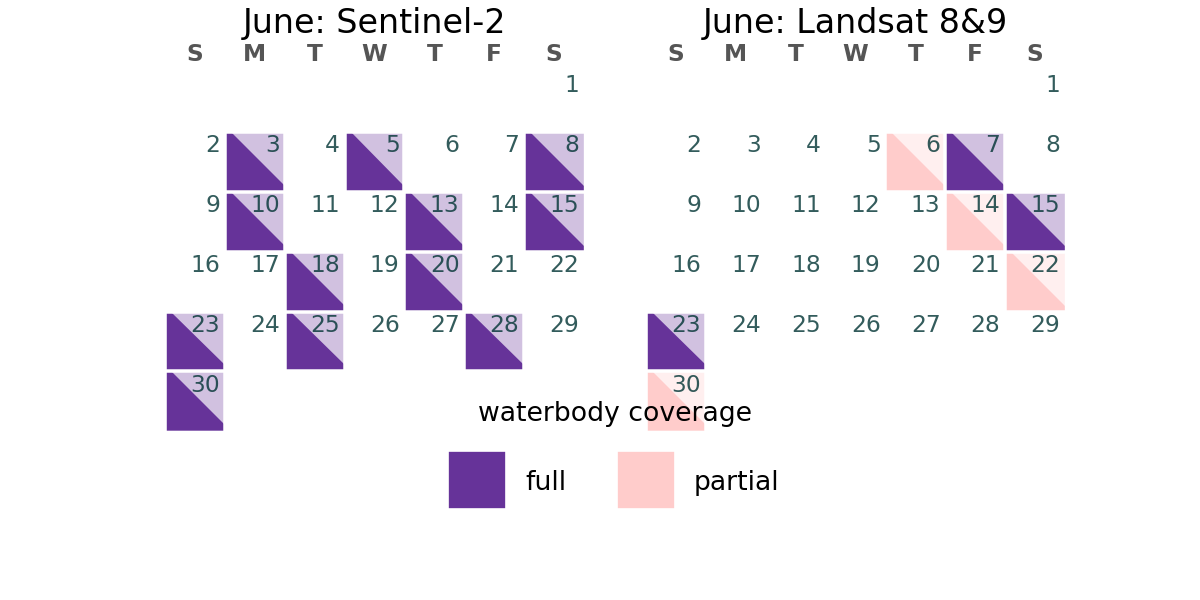 June: Sentinel-2
S M T W T F S
1
2 3 4 5 6 7 8
9 10 11 12 13 14 15
16 17 18 19 20 21 22
23 24 25 26 27 28 29
30
June: Landsat 8&9
S M T W T F S
1
2 3 4 5 6 7 8
9 10 11 12 13 14 15
16 17 18 19 20 21 22
23 24 25 26 27 28 29
30
waterbody coverage
full partial